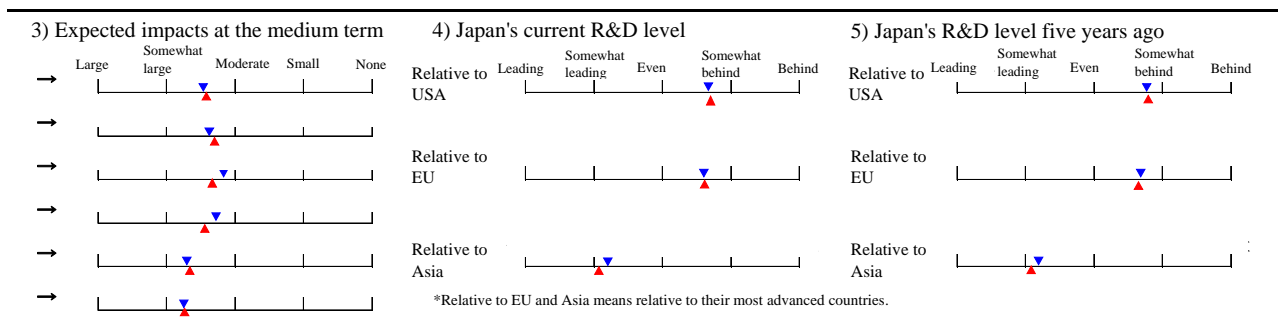 3) Expected impacts at the medium term
Large
Somewhat
large
Moderate
Small
None
4) Japan's current R&D level
Relative to
USA
Leading
Somewhat
leading
Even
Somewhat
behind
Behind
Relative to
EU
Relative to
Asia
*Relative to EU and Asia means relative to their most advanced countries.
5) Japan's R&D level five years ago
Relative to
USA
Leading
Somewhat
leading
Even
Somewhat
behind
Behind
Relative to
EU
Relative to
Asia